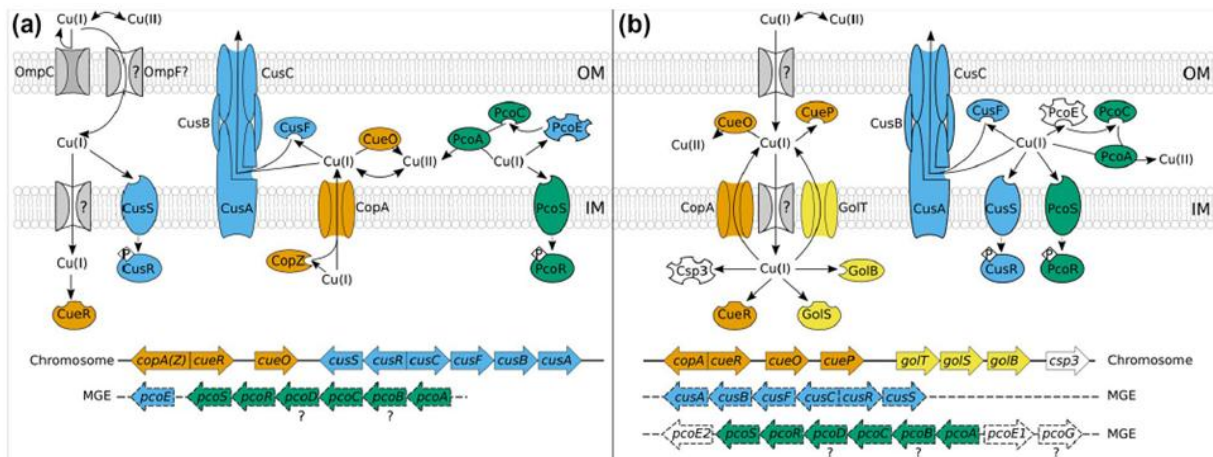 (a)
Cu(I) Cu(II)
OmpC ? OmpF?
CusC
OM
CusB
CusF
CueO
PcoC
PcoA
PcoE
Cu(I)
Cu(I)
Cu(II)
Cu(I)
? CusS
CusA
CopA
PcoS
IM
Cu(I)
P
CusR
CopZ
Cu(I)
P
PcoR
CueR
Chromosome copA(Z) cueR cueO cusS cusR cusC cusF cusB cusA
MGE pcoE pcoS pcoR pcoD pcoC pcoB pcoA
? ?
(b)
Cu(I) Cu(II)
?
CusC
OM
CueO
CueP
CusB
CusF
PcoE
PcoC
Cu(II)
Cu(I)
Cu(I)
PcoA
Cu(II)
CopA ? GolT
CusA
CusS
PcoS
IM
Csp3
Cu(I)
GolB
P
CusR
P
PcoR
CueR
GolS
copA cueR cueO cueP golT golS golB csp3 Chromosome
cusA cusB cusF cusC cusR cusS MGE
pcoE2 pcoS pcoR pcoD pcoC pcoB pcoA pcoE1 pcoG MGE
? ? ?